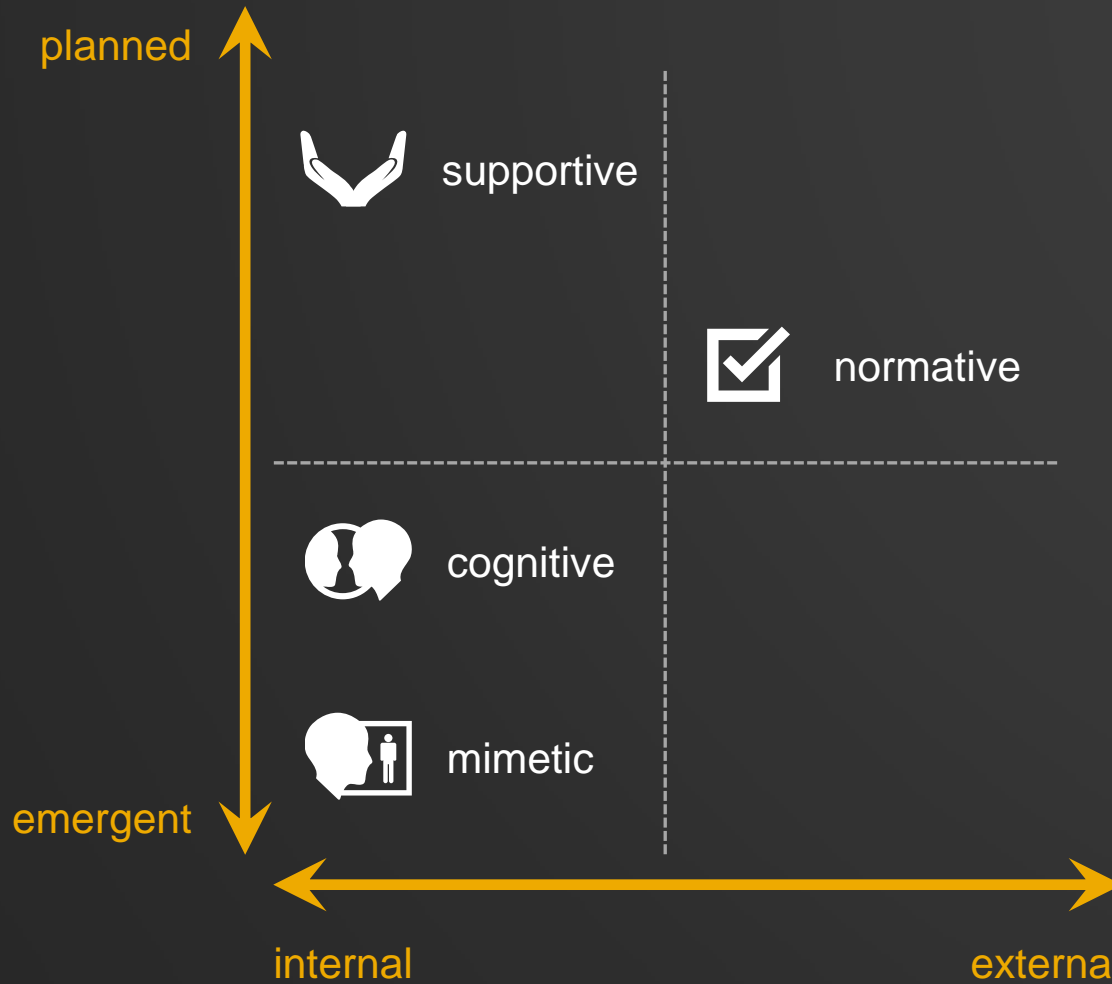 planned
supportive
normative
cognitive
mimetic
emergent
internal
externa